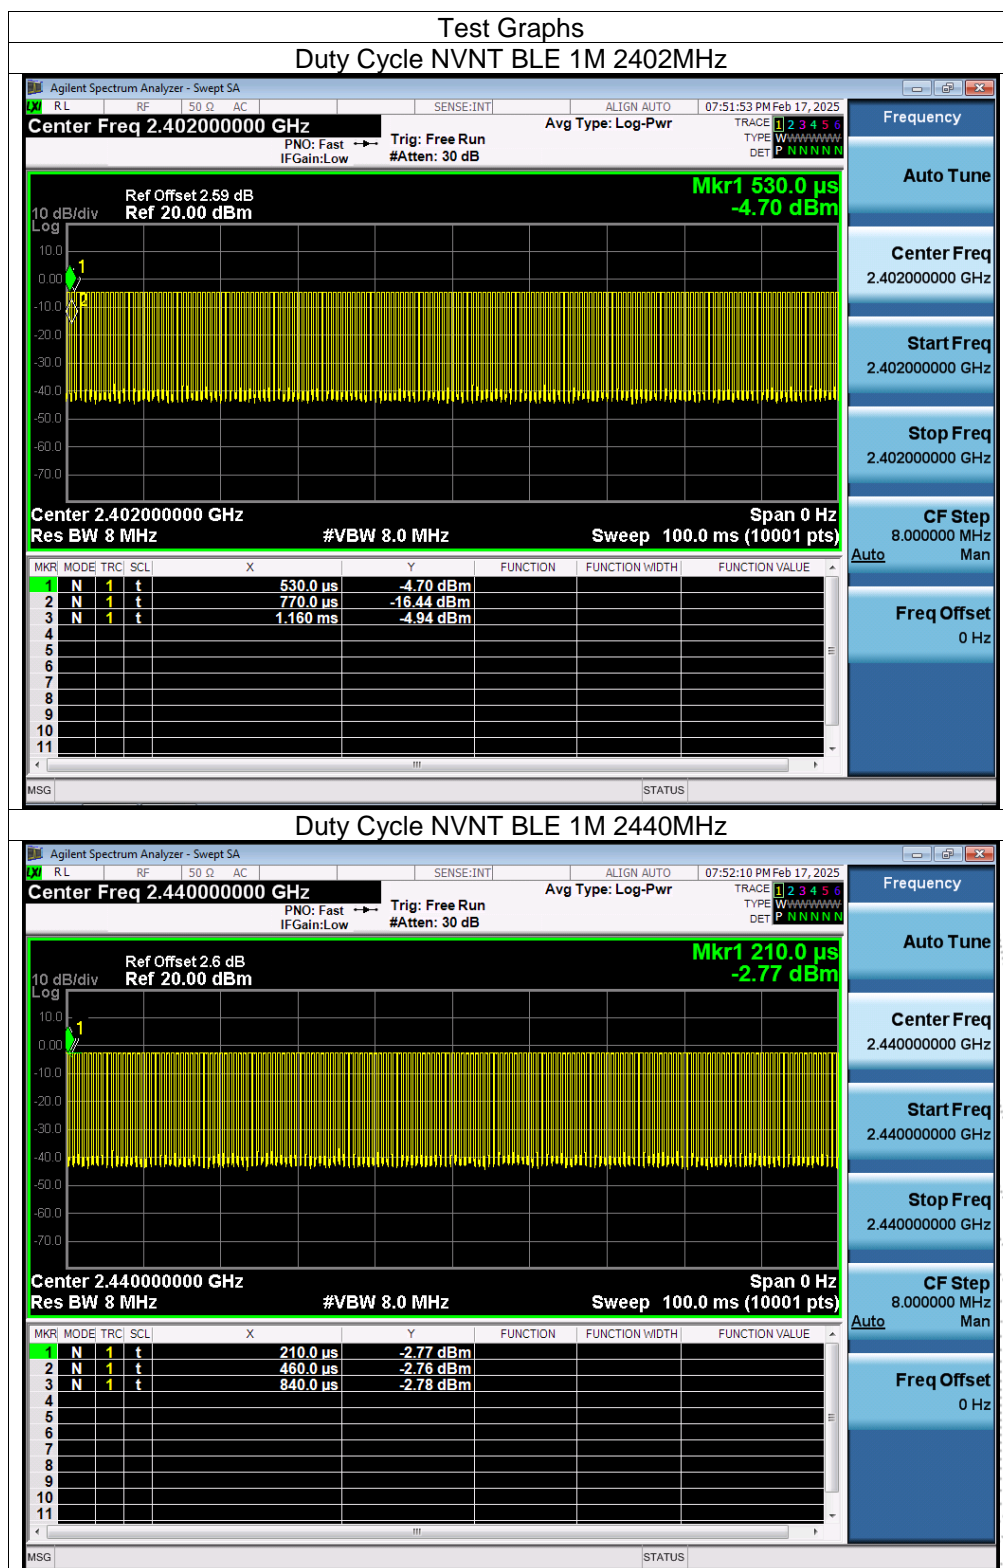 Test Graphs
Duty Cycle NVNT BLE 1M 2402MHz
Agilent Spectrum Analyzer - Swept SA
LXI RL RF 50 Ω AC SENSE:INT ALIGN AUTO 07:51:53 PM Feb 17, 2025
Center Freq 2.402000000 GHz
PNO: Fast
IFGain:Low
Trig: Free Run
#Atten: 30 dB
Avg Type: Log-Pwr
TRACE 1 2 3 4 5 6
TYPE WWWWWW
DET P N N N N N
Frequency
Auto Tune
Center Freq
2.402000000 GHz
Start Freq
2.402000000 GHz
Stop Freq
2.402000000 GHz
CF Step
8.000000 MHz
Auto Man
Freq Offset
0 Hz
Mkr1 530.0 µs
-4.70 dBm
Ref Offset 2.59 dB
10 dB/div Ref 20.00 dBm
Log
10.0
0.00
-10.0
-20.0
-30.0
-40.0
-50.0
-60.0
-70.0
1
2
Center 2.402000000 GHz Span 0 Hz
Res BW 8 MHz #VBW 8.0 MHz Sweep 100.0 ms (10001 pts)
MKR MODE TRC SCL X Y FUNCTION FUNCTION WIDTH FUNCTION VALUE
1 N 1 t 530.0 µs -4.70 dBm
2 N 1 t 770.0 µs -16.44 dBm
3 N 1 t 1.160 ms -4.94 dBm
4
5
6
7
8
9
10
11
MSG STATUS
Duty Cycle NVNT BLE 1M 2440MHz
Agilent Spectrum Analyzer - Swept SA
LXI RL RF 50 Ω AC SENSE:INT ALIGN AUTO 07:52:10 PM Feb 17, 2025
Center Freq 2.440000000 GHz
PNO: Fast
IFGain:Low
Trig: Free Run
#Atten: 30 dB
Avg Type: Log-Pwr
TRACE 1 2 3 4 5 6
TYPE WWWWWW
DET P N N N N N
Frequency
Auto Tune
Center Freq
2.440000000 GHz
Start Freq
2.440000000 GHz
Stop Freq
2.440000000 GHz
CF Step
8.000000 MHz
Auto Man
Freq Offset
0 Hz
Mkr1 210.0 µs
-2.77 dBm
Ref Offset 2.6 dB
10 dB/div Ref 20.00 dBm
Log
10.0
0.00
-10.0
-20.0
-30.0
-40.0
-50.0
-60.0
-70.0
1
Center 2.440000000 GHz Span 0 Hz
Res BW 8 MHz #VBW 8.0 MHz Sweep 100.0 ms (10001 pts)
MKR MODE TRC SCL X Y FUNCTION FUNCTION WIDTH FUNCTION VALUE
1 N 1 t 210.0 µs -2.77 dBm
2 N 1 t 460.0 µs -2.76 dBm
3 N 1 t 840.0 µs -2.78 dBm
4
5
6
7
8
9
10
11
MSG STATUS